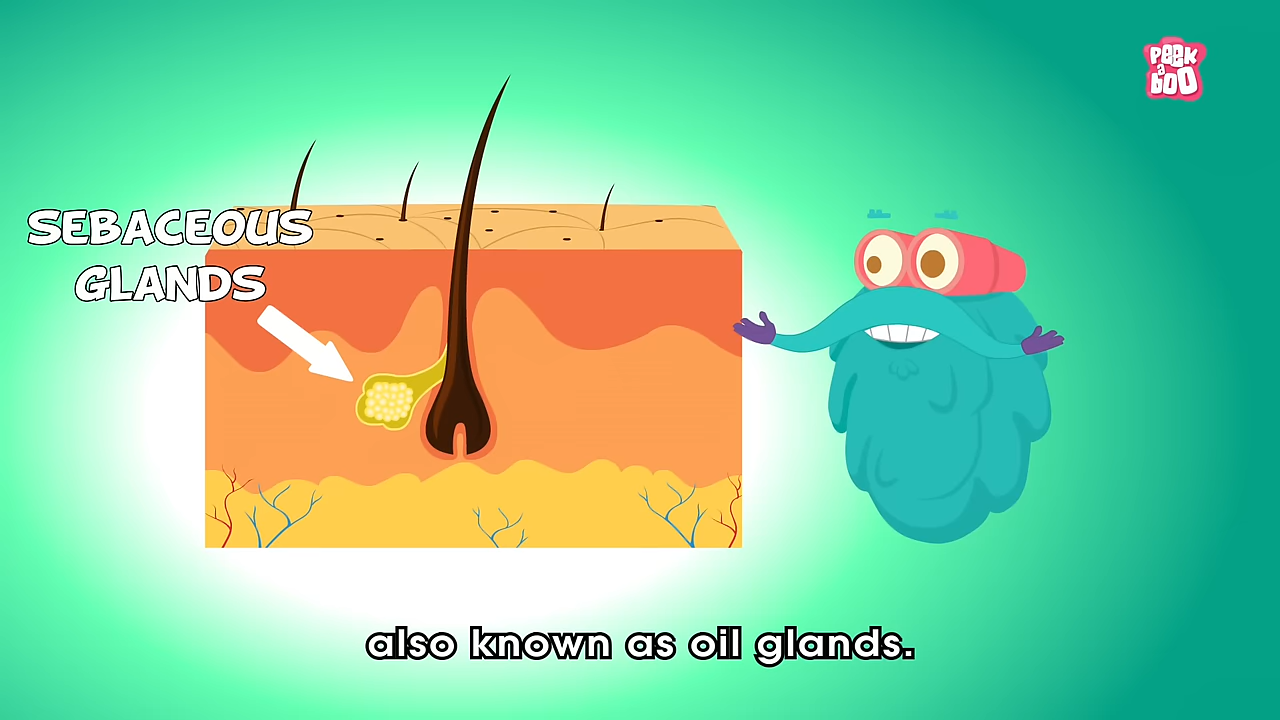 PEEK
a
boo
SEBACEOUS
GLANDS
also known as oil glands.